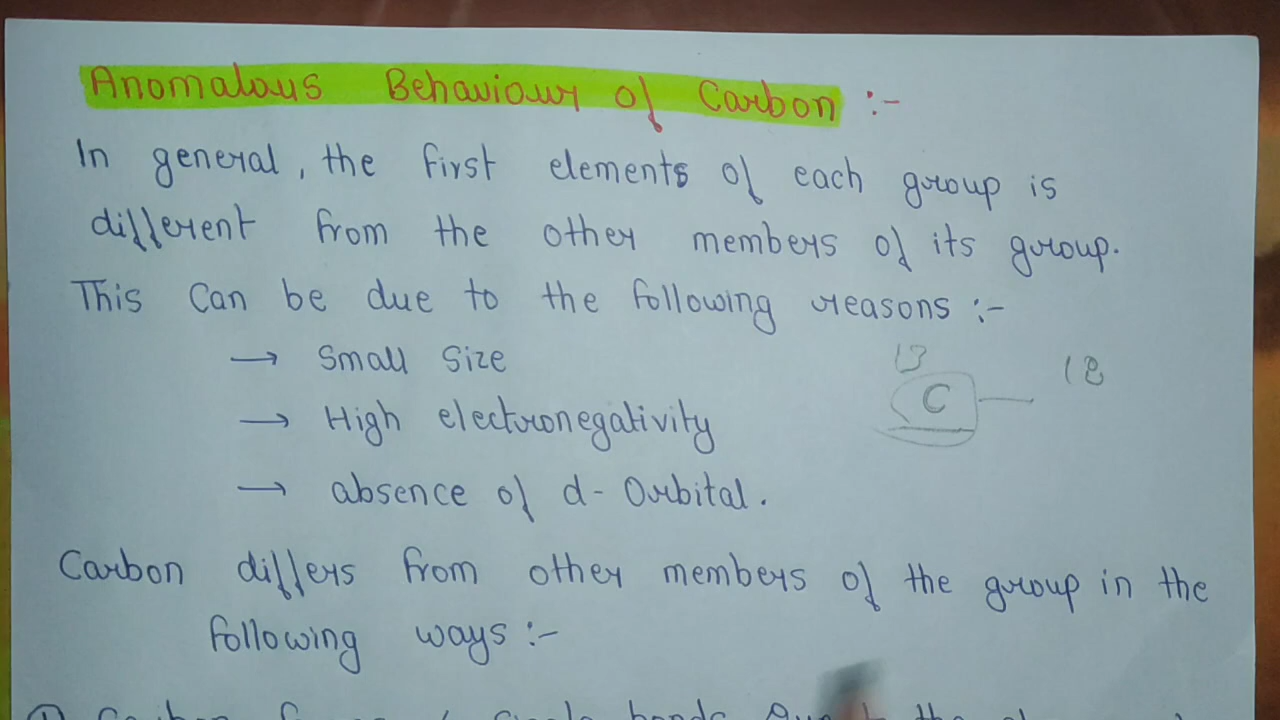 Anomalous Behaviour of Carbon :-
In general, the first elements of each group is
different from the other members of its group.
This Can be due to the following reasons :-
→ Small Size
13
18
C
→ High electronegativity
→ absence of d- Orbital.
Carbon differs from other members of the group in the
following ways :-
bonds